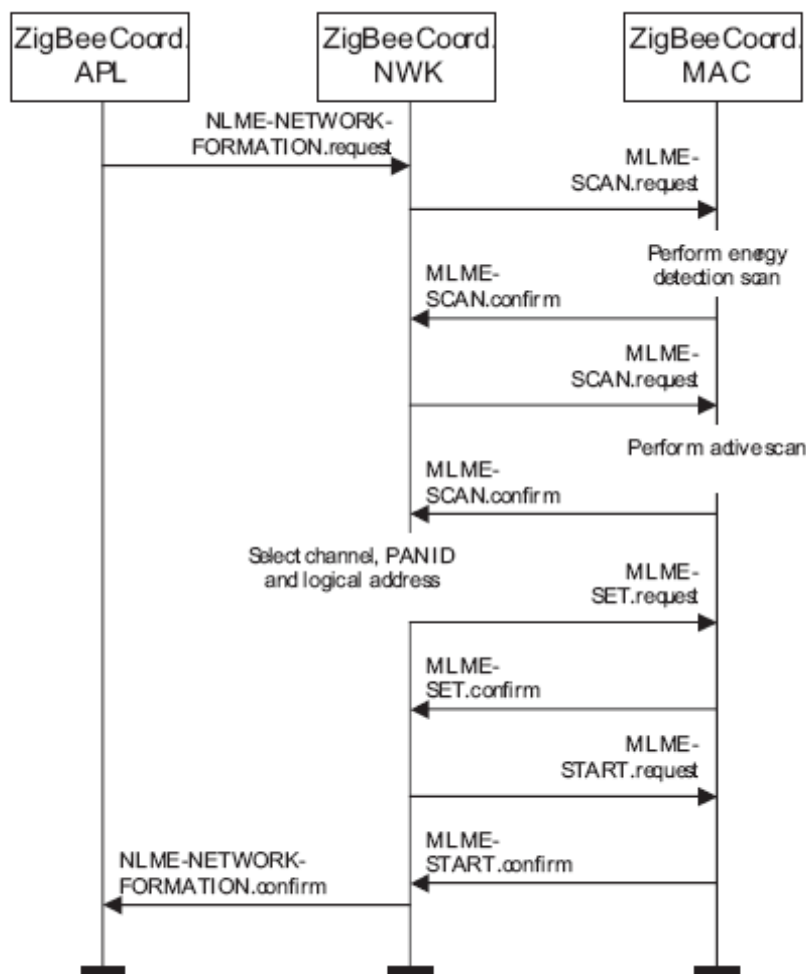 ZigBee Coord.
APL
ZigBee Coord.
NWK
ZigBee Coord.
MAC
NLME-NETWORK-
FORMATION.request
MLME-
SCAN.request
Perform energy
detection scan
MLME-
SCAN.confirm
MLME-
SCAN.request
Perform active scan
MLME-
SCAN.confirm
Select channel, PANID
and logical address
MLME-
SET.request
MLME-
SET.confirm
MLME-
START.request
MLME-
START.confirm
NLME-NETWORK-
FORMATION.confirm